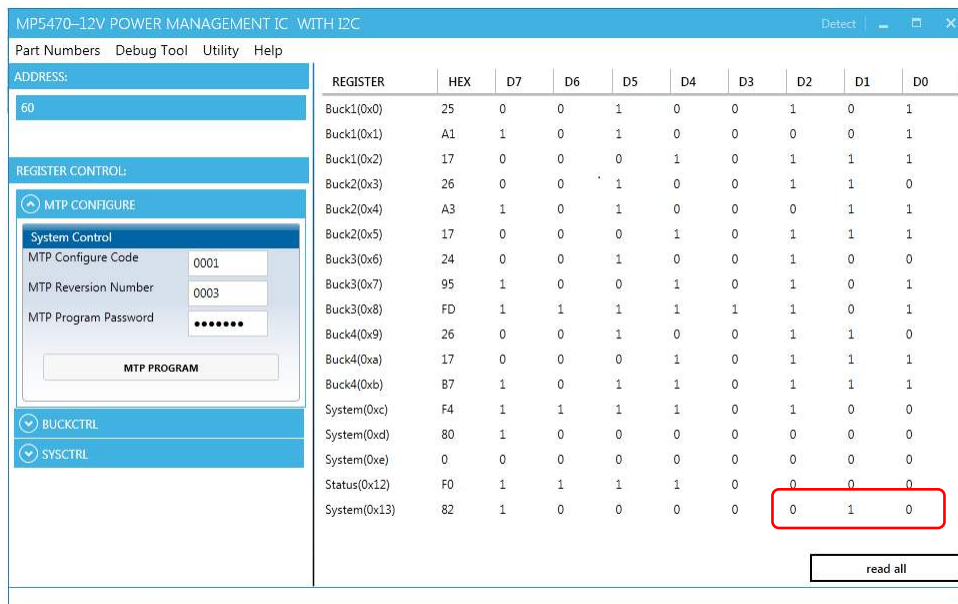 MP5470--12V POWER MANAGEMENT IC WITH I2C Detect
Part Numbers Debug Tool Utility Help
ADDRESS:
60
REGISTER CONTROL:
MTP CONFIGURE
System Control
MTP Configure Code 0001
MTP Reversion Number 0003
MTP Program Password •••••••
MTP PROGRAM
BUCKCTRL
SYSCTRL
REGISTER HEX D7 D6 D5 D4 D3 D2 D1 D0
Buck1(0x0) 25 0 0 1 0 0 1 0 1
Buck1(0x1) A1 1 0 1 0 0 0 0 1
Buck1(0x2) 17 0 0 0 1 0 1 1 1
Buck2(0x3) 26 0 0 1 0 0 1 1 0
Buck2(0x4) A3 1 0 1 0 0 0 1 1
Buck2(0x5) 17 0 0 0 1 0 1 1 1
Buck3(0x6) 24 0 0 1 0 0 1 0 0
Buck3(0x7) 95 1 0 0 1 0 1 0 1
Buck3(0x8) FD 1 1 1 1 1 1 0 1
Buck4(0x9) 26 0 0 1 0 0 1 1 0
Buck4(0xa) 17 0 0 0 1 0 1 1 1
Buck4(0xb) B7 1 0 1 1 0 1 1 1
System(0xc) F4 1 1 1 1 0 1 0 0
System(0xd) 80 1 0 0 0 0 0 0 0
System(0xe) 0 0 0 0 0 0 0 0 0
Status(0x12) F0 1 1 1 1 0 0 0 0
System(0x13) 82 1 0 0 0 0 0 1 0
read all